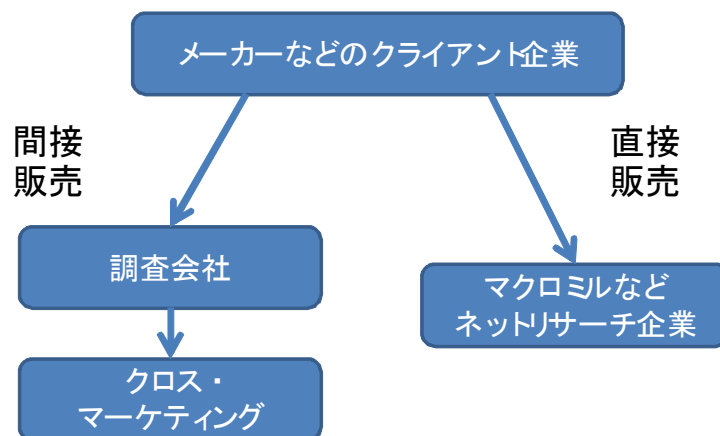 メーカーなどのクライアント企業
間接
販売
直接
販売
調査会社
マクロミルなど
ネットリサーチ企業
クロス・
マーケティング